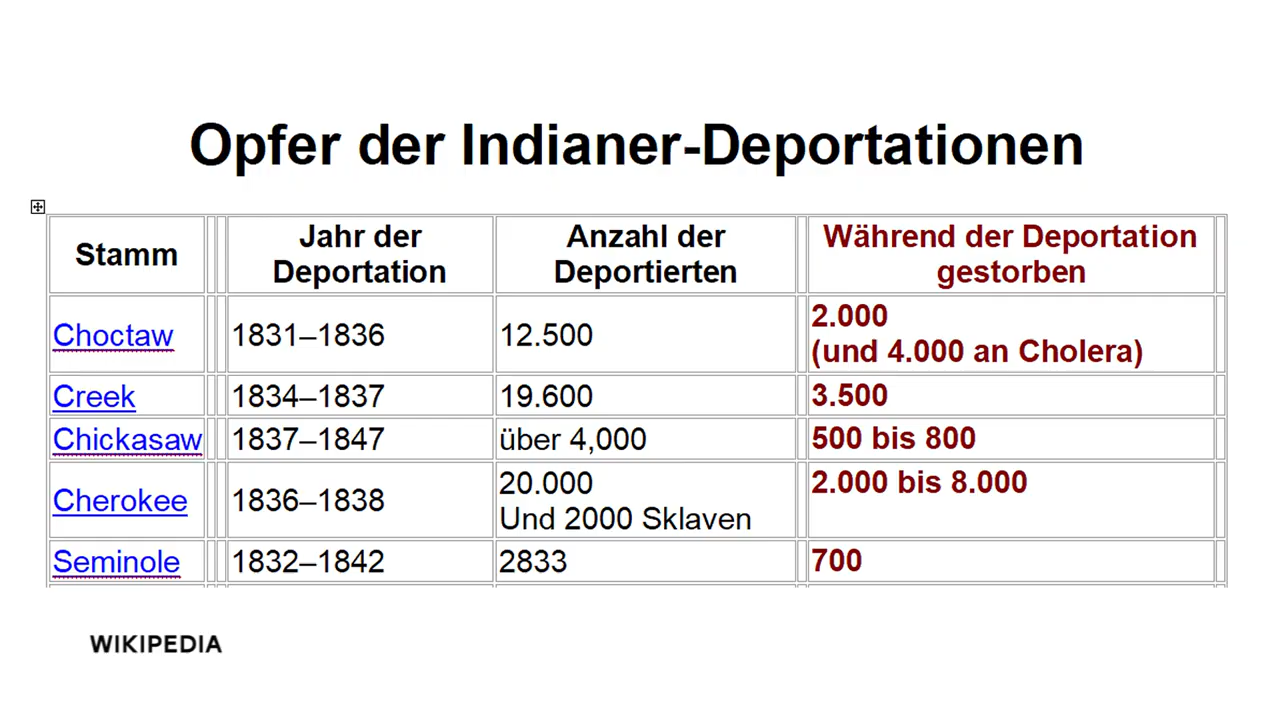 Opfer der Indianer-Deportationen
Stamm
Jahr der
Deportation
Anzahl der
Deportierten
Während der Deportation
gestorben
Choctaw
1831–1836
12.500
2.000
(und 4.000 an Cholera)
Creek
1834–1837
19.600
3.500
Chickasaw
1837–1847
über 4,000
500 bis 800
Cherokee
1836–1838
20.000
Und 2000 Sklaven
2.000 bis 8.000
Seminole
1832–1842
2833
700
WIKIPEDIA